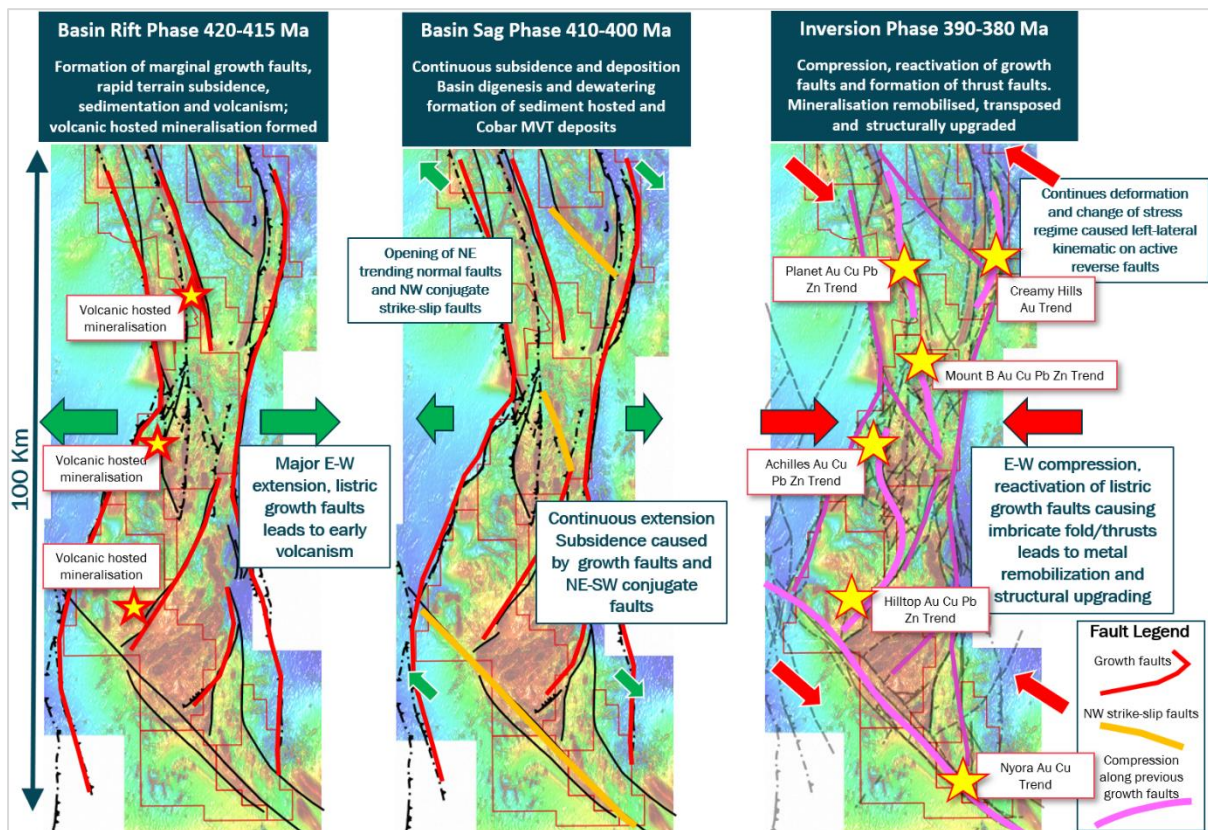 Basin Rift Phase 420-415 Ma
Formation of marginal growth faults,
rapid terrain subsidence,
sedimentation and volcanism;
volcanic hosted mineralisation formed
100 Km
Volcanic hosted
mineralisation
Volcanic hosted
mineralisation
Major E-W
extension, listric
growth faults
leads to early
volcanism
Volcanic hosted
mineralisation
Basin Sag Phase 410-400 Ma
Continuous subsidence and deposition
Basin digenesis and dewatering
formation of sediment hosted and
Cobar MVT deposits
Opening of NE
trending normal faults
and NW conjugate
strike-slip faults
Continuous extension
Subsidence caused
by growth faults and
NE-SW conjugate
faults
Inversion Phase 390-380 Ma
Compression, reactivation of growth
faults and formation of thrust faults.
Mineralisation remobilised, transposed
and structurally upgraded
Continues deformation
and change of stress
regime caused left-lateral
kinematic on active
reverse faults
Planet Au Cu Pb
Zn Trend
Creamy Hills
Au Trend
Mount B Au Cu Pb Zn Trend
Achilles Au Cu
Pb Zn Trend
E-W compression,
reactivation of listric
growth faults causing
imbricate fold/thrusts
leads to metal
remobilization and
structural upgrading
Hilltop Au Cu Pb
Zn Trend
Nyora Au Cu
Trend
Fault Legend
Growth faults
NW strike-slip faults
Compression
along previous
growth faults